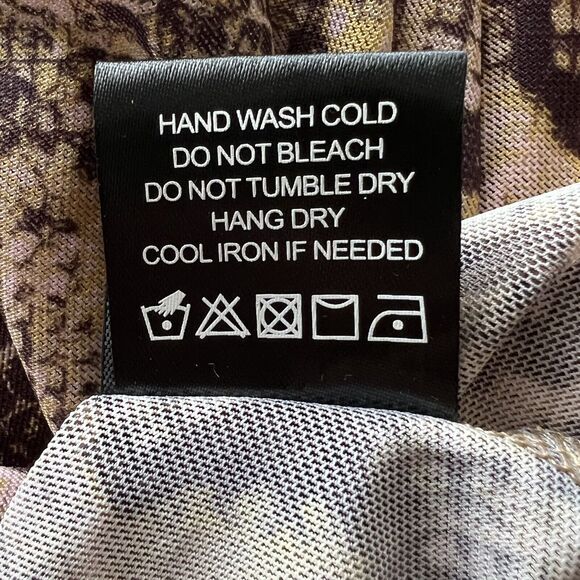 HAND WASH COLD
DO NOT BLEACH
DO NOT TUMBLE DRY
HANG DRY
COOL IRON IF NEEDED